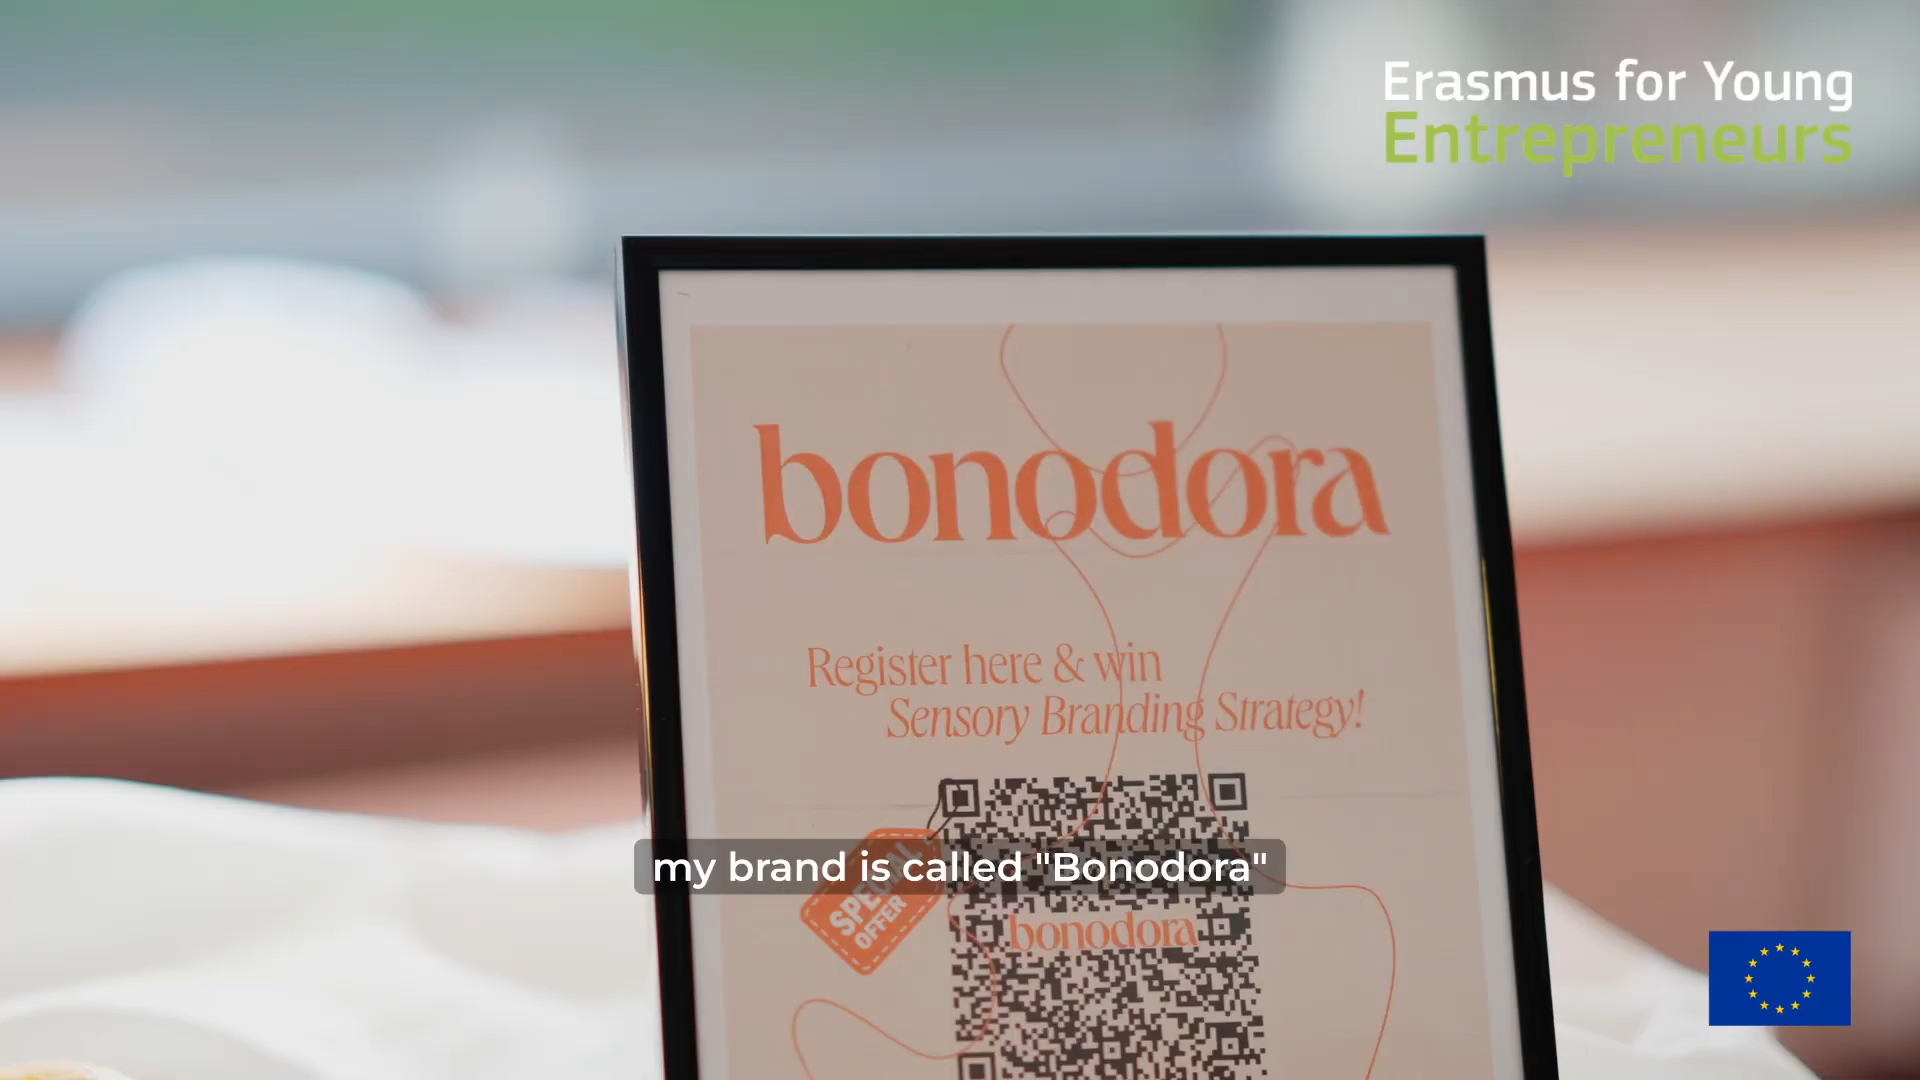 Erasmus for Young
Entrepreneurs
bonodora
Register here & win
Sensory Branding Strategy!
my brand is called "Bonodora"
SPECIAL
OFFER
bonodora